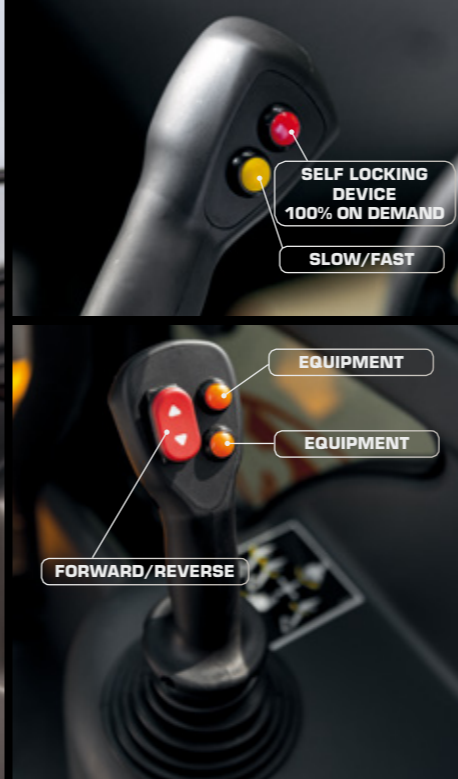 SELF LOCKING
DEVICE
100% ON DEMAND
SLOW/FAST
EQUIPMENT
EQUIPMENT
FORWARD/REVERSE